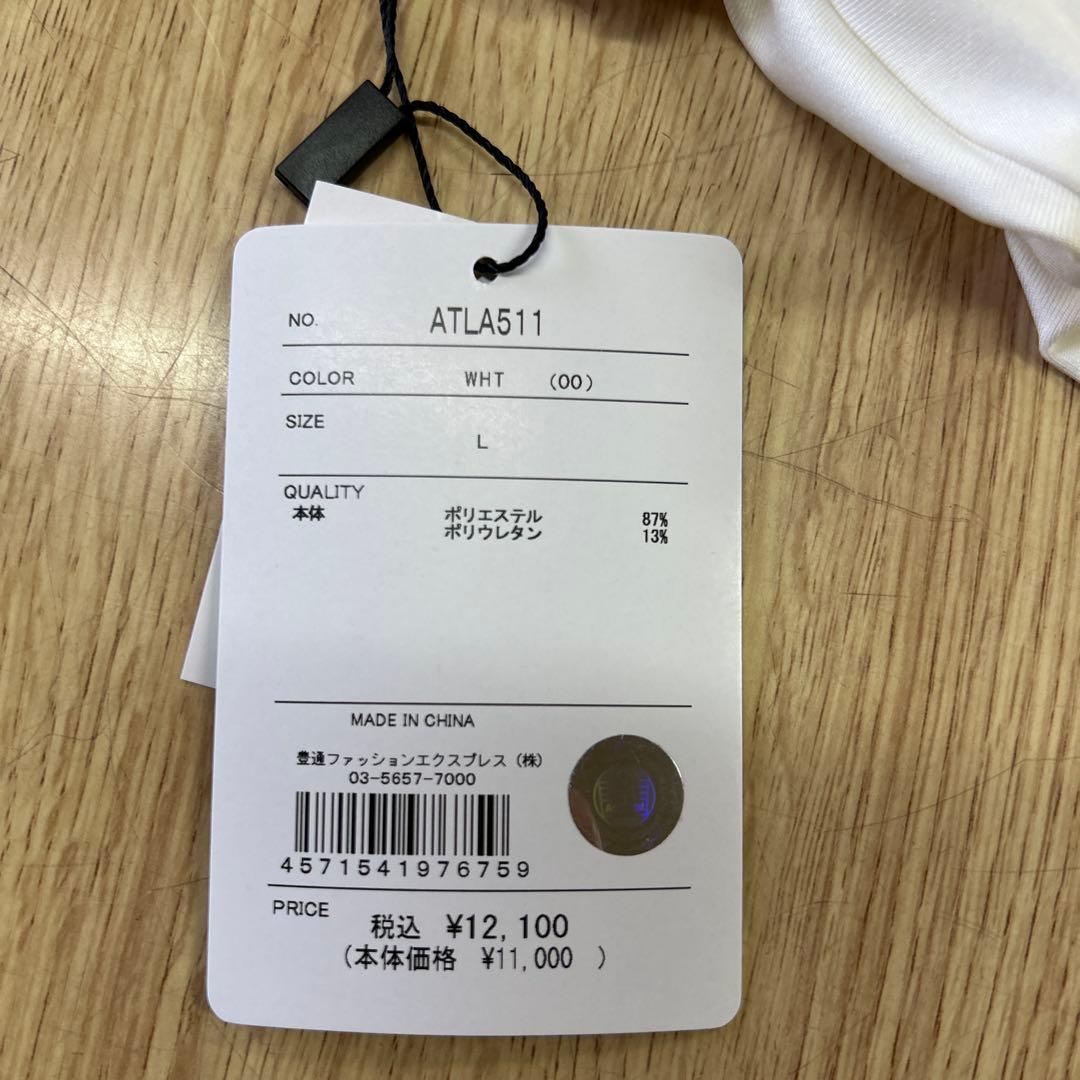 NO. ATLA511
COLOR WHT (00)
SIZE L
QUALITY
本体 ポリエステル 87%
ポリウレタン 13%
MADE IN CHINA
豊通ファッションエクスプレス (株)
03-5657-7000
4571541976759
PRICE 税込 ¥12,100
(本体価格 ¥11,000 )